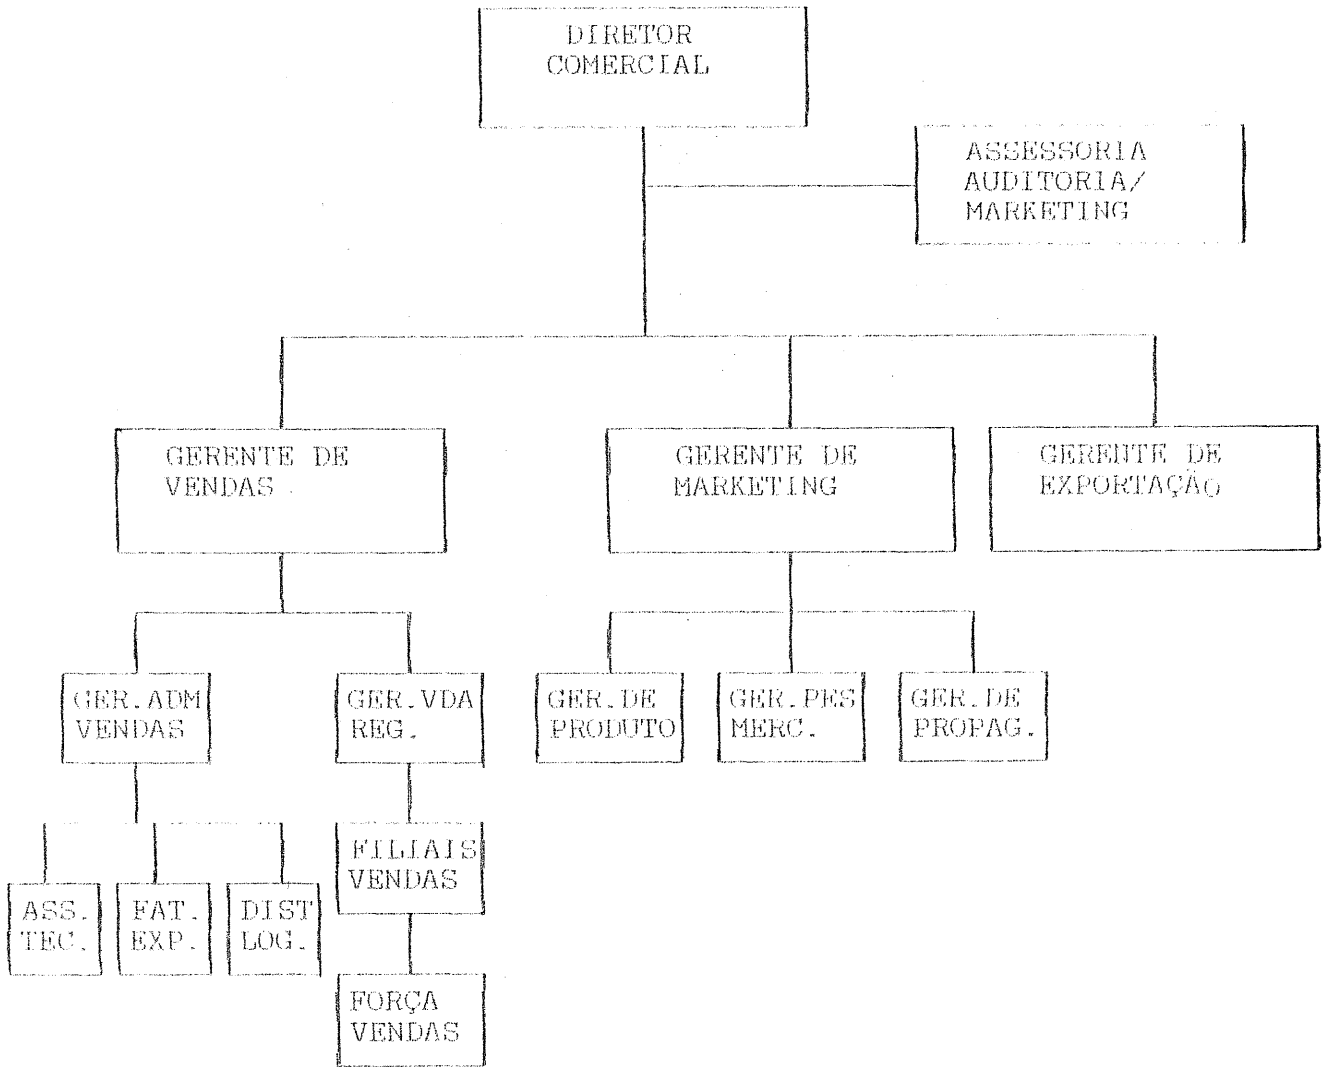 DIRETOR
COMERCIAL
ASSESSORIA
AUDITORIA/
MARKETING
GERENTE DE
VENDAS
GERENTE DE
MARKETING
GERENTE DE
EXPORTAÇÃO
GER.ADM
VENDAS
GER.VDA
REG.
GER.DE
PRODUTO
GER.PES
MERC.
GER.DE
PROPAG.
FILIAIS
VENDAS
ASS.
TEC.
FAT.
EXP.
DIST
LOG.
FORÇA
VENDAS